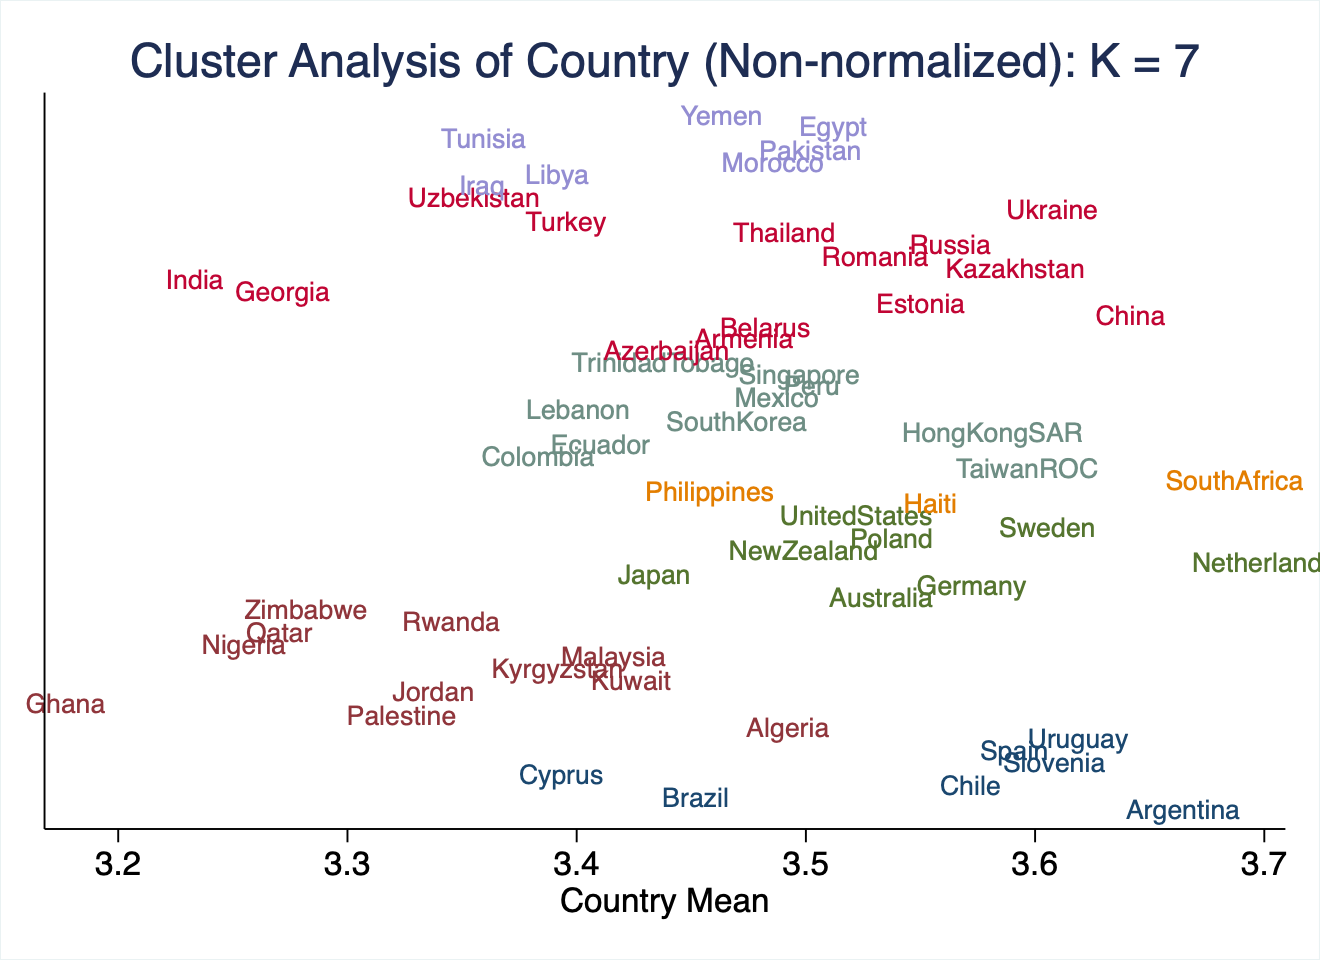 Cluster Analysis of Country (Non-normalized): K = 7
Yemen
Egypt
Tunisia
Pakistan
Morocco
Libya
Iraq
Uzbekistan
Ukraine
Turkey
Thailand
Russia
Romania
Kazakhstan
India
Georgia
Estonia
China
Belarus
Armenia
Azerbaijan
TrinidadTobago
Singapore
Peru
Mexico
Lebanon
SouthKorea
HongKongSAR
Ecuador
Colombia
TaiwanROC
SouthAfrica
Philippines
Haiti
UnitedStates
Sweden
Poland
NewZealand
Netherland
Japan
Germany
Australia
Zimbabwe
Rwanda
Qatar
Nigeria
Malaysia
Kyrgyzstan
Kuwait
Jordan
Ghana
Palestine
Algeria
Uruguay
Spain
Slovenia
Cyprus
Chile
Brazil
Argentina
3.2 3.3 3.4 3.5 3.6 3.7
Country Mean